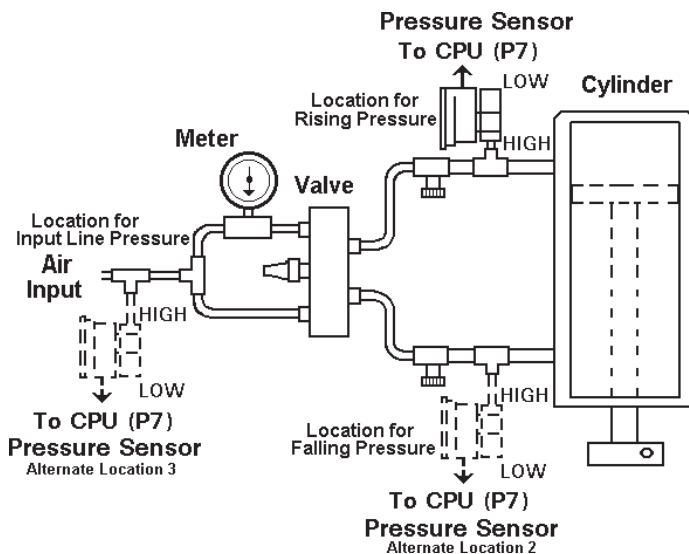 Pressure Sensor
To CPU (P7)
LOW
Cylinder
Location for
Rising Pressure
HIGH
Meter
Valve
Location for
Input Line Pressure
Air
Input
HIGH
LOW
To CPU (P7)
Pressure Sensor
Alternate Location 3
HIGH
Location for
Falling Pressure
LOW
To CPU (P7)
Pressure Sensor
Alternate Location 2